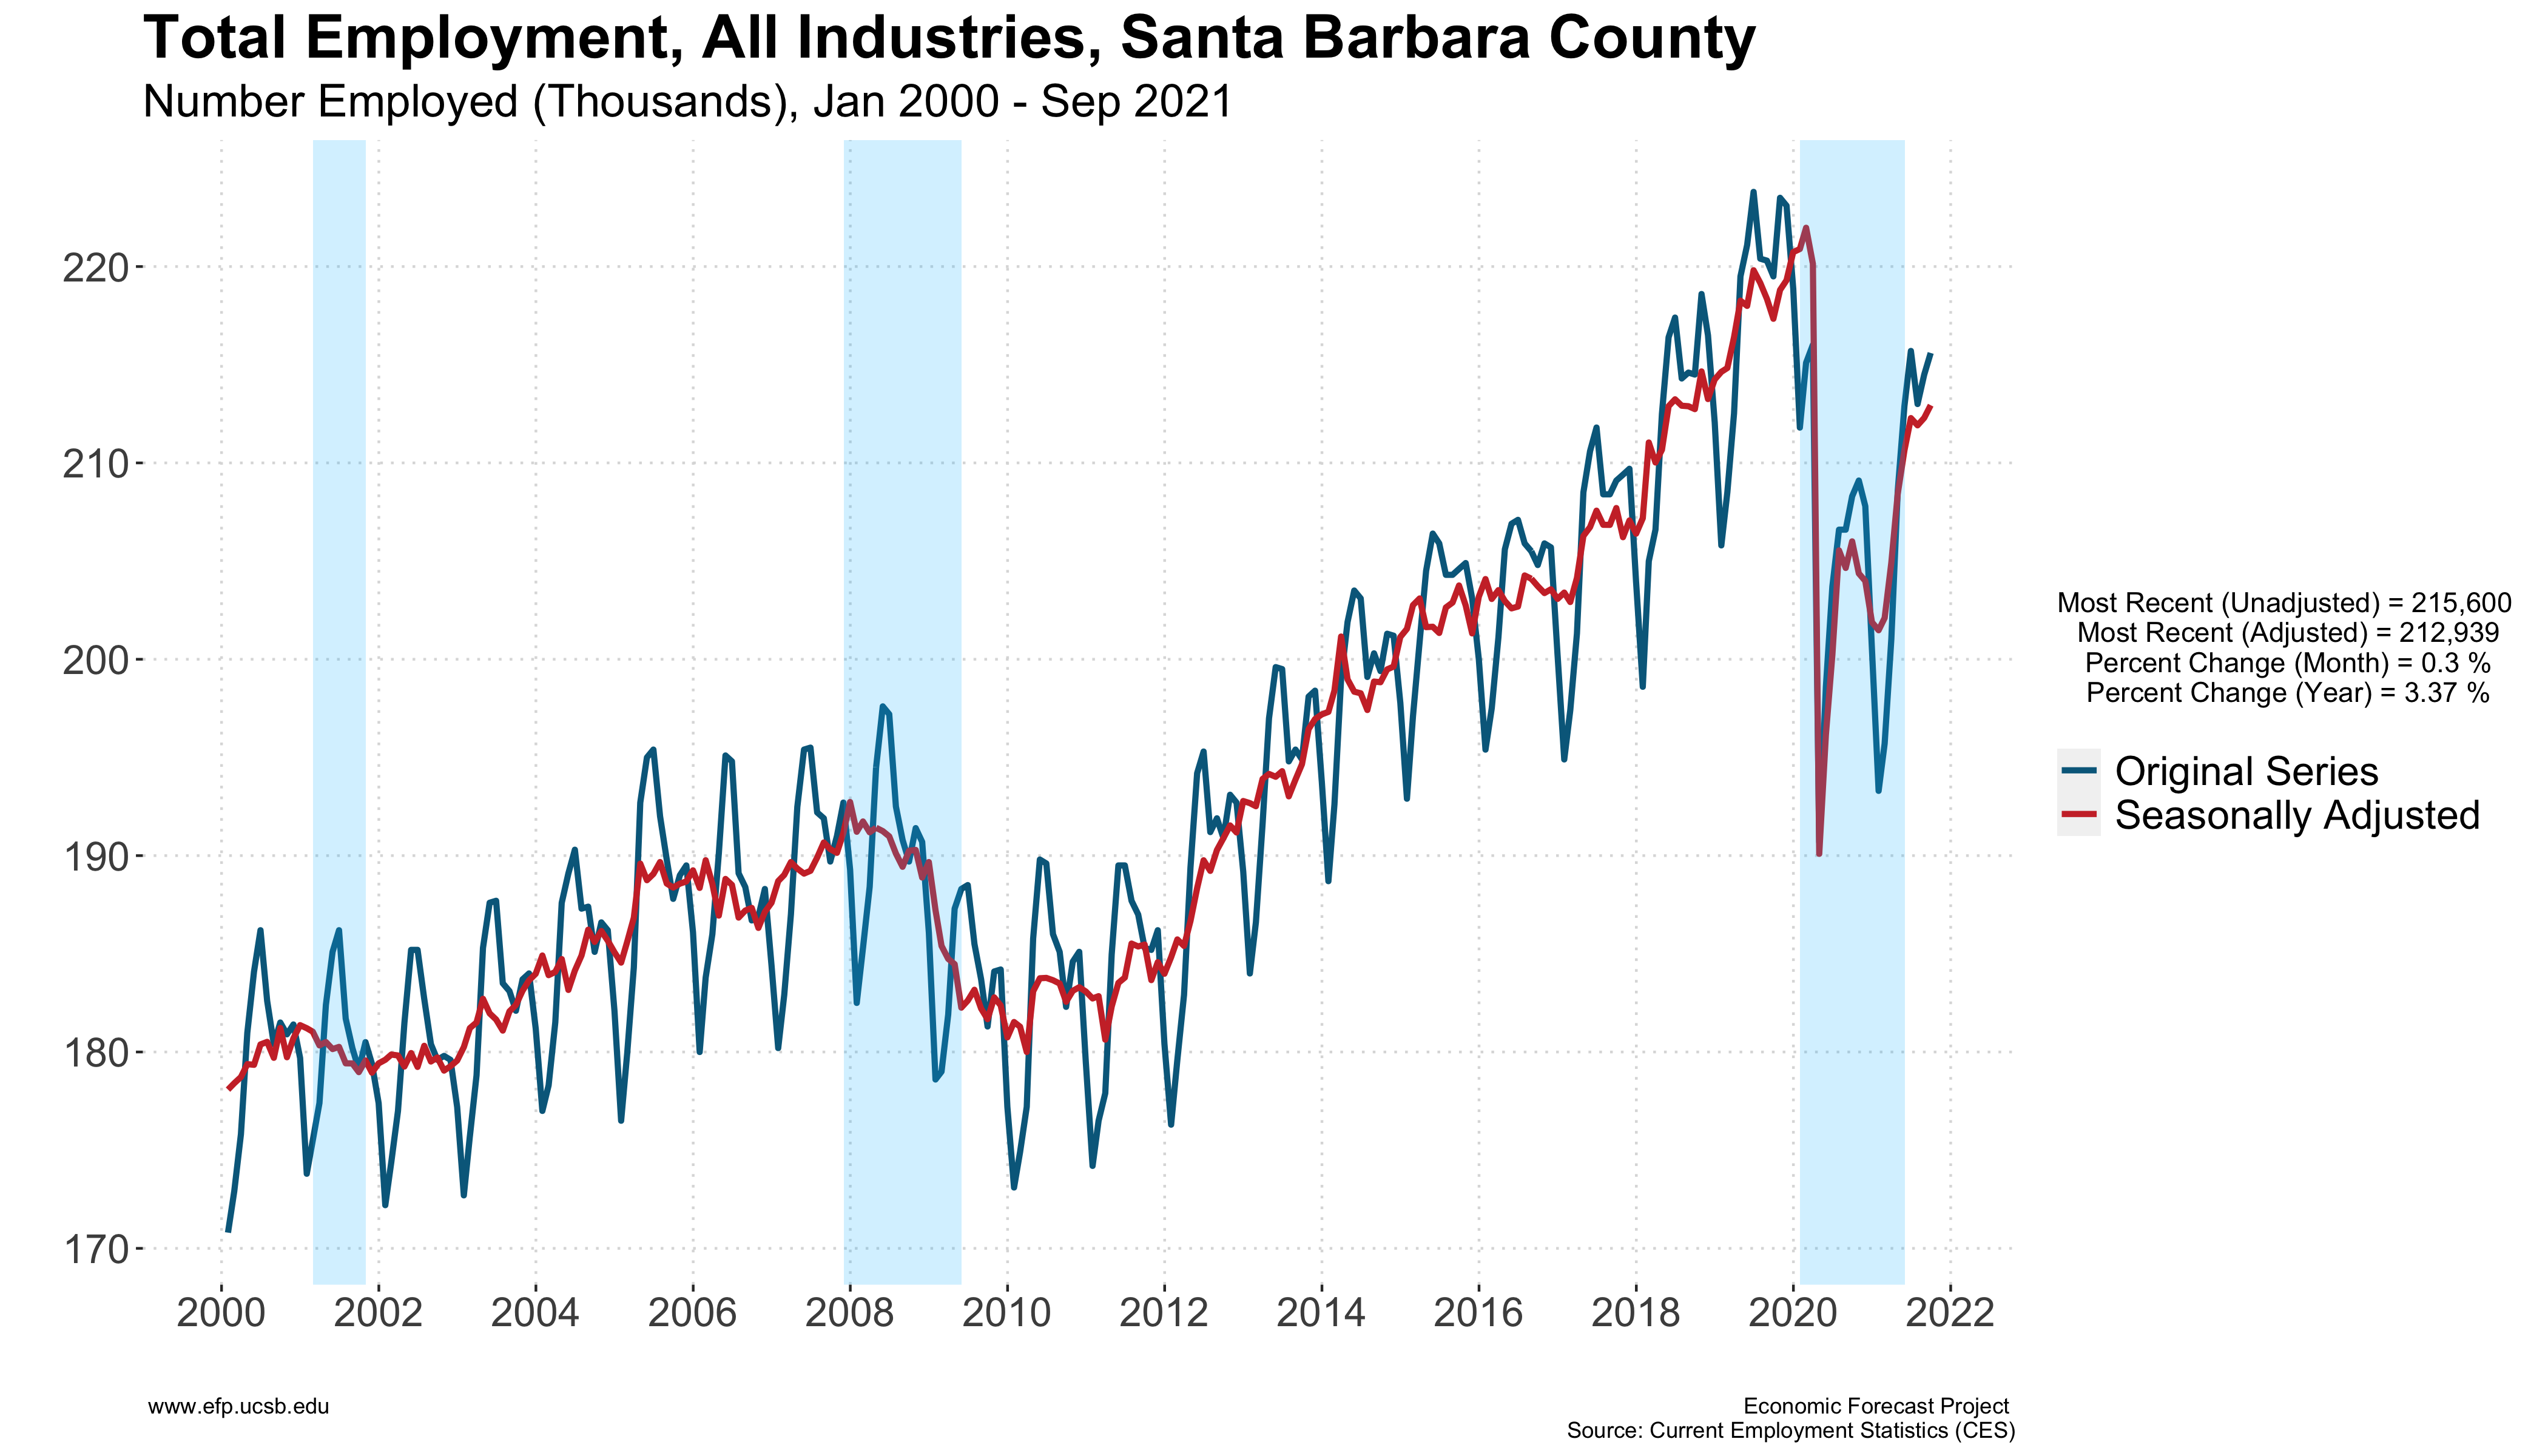 Total Employment, All Industries, Santa Barbara County
Number Employed (Thousands), Jan 2000 - Sep 2021
220
210
200
190
180
170
2000 2002 2004 2006 2008 2010 2012 2014 2016 2018 2020 2022
Most Recent (Unadjusted) = 215,600
Most Recent (Adjusted) = 212,939
Percent Change (Month) = 0.3 %
Percent Change (Year) = 3.37 %
Original Series
Seasonally Adjusted
www.efp.ucsb.edu
Economic Forecast Project
Source: Current Employment Statistics (CES)